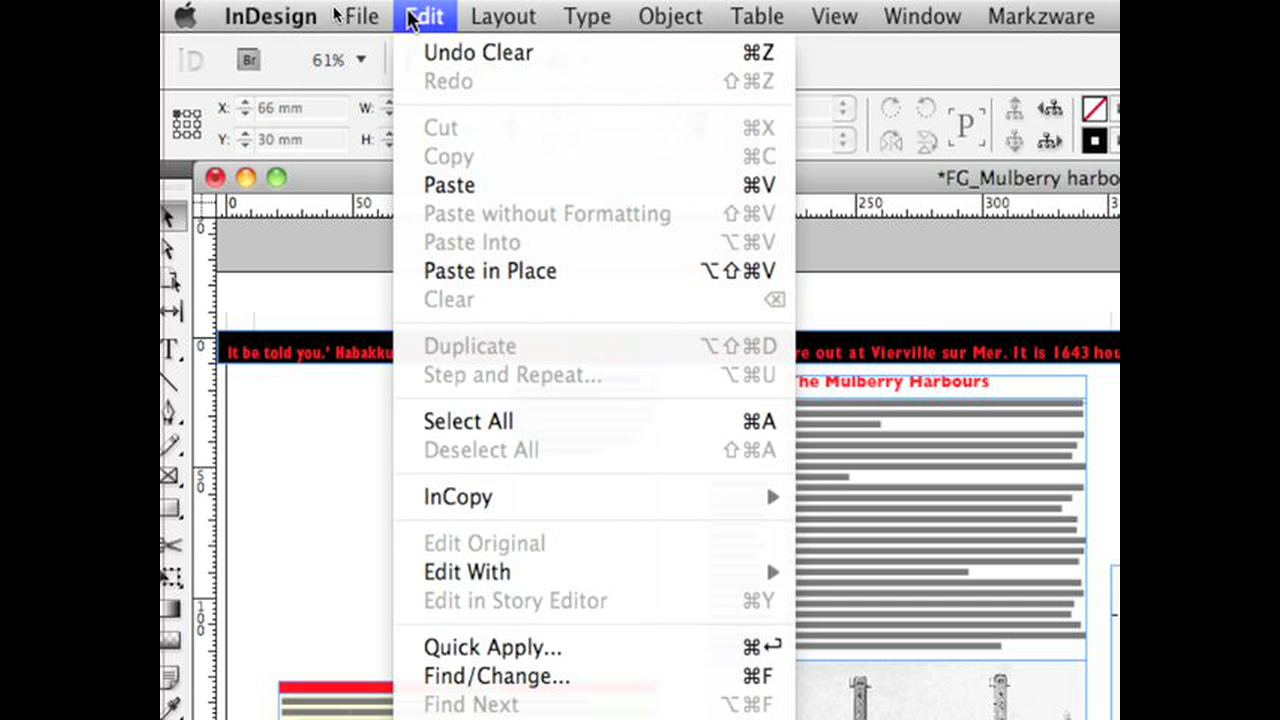 InDesign File Edit Layout Type Object Table View Window Markzware
Br 61%
X: 66 mm W:
Y: 30 mm H:
*FG_Mulberry harbo
0 50 250 300
Undo Clear ⌘Z
Redo ⇧⌘Z
Cut ⌘X
Copy ⌘C
Paste ⌘V
Paste without Formatting ⇧⌘V
Paste Into ⌥⌘V
Paste in Place ⌥⇧⌘V
Clear ⌫
Duplicate ⌥⇧⌘D
Step and Repeat... ⌥⌘U
Select All ⌘A
Deselect All ⇧⌘A
InCopy
Edit Original
Edit With
Edit in Story Editor ⌘Y
Quick Apply... ⌘↩
Find/Change... ⌘F
Find Next ⌥⌘F
It be told you.' Habakku
re out at Vierville sur Mer. It is 1643 hou
The Mulberry Harbours
0
50
100